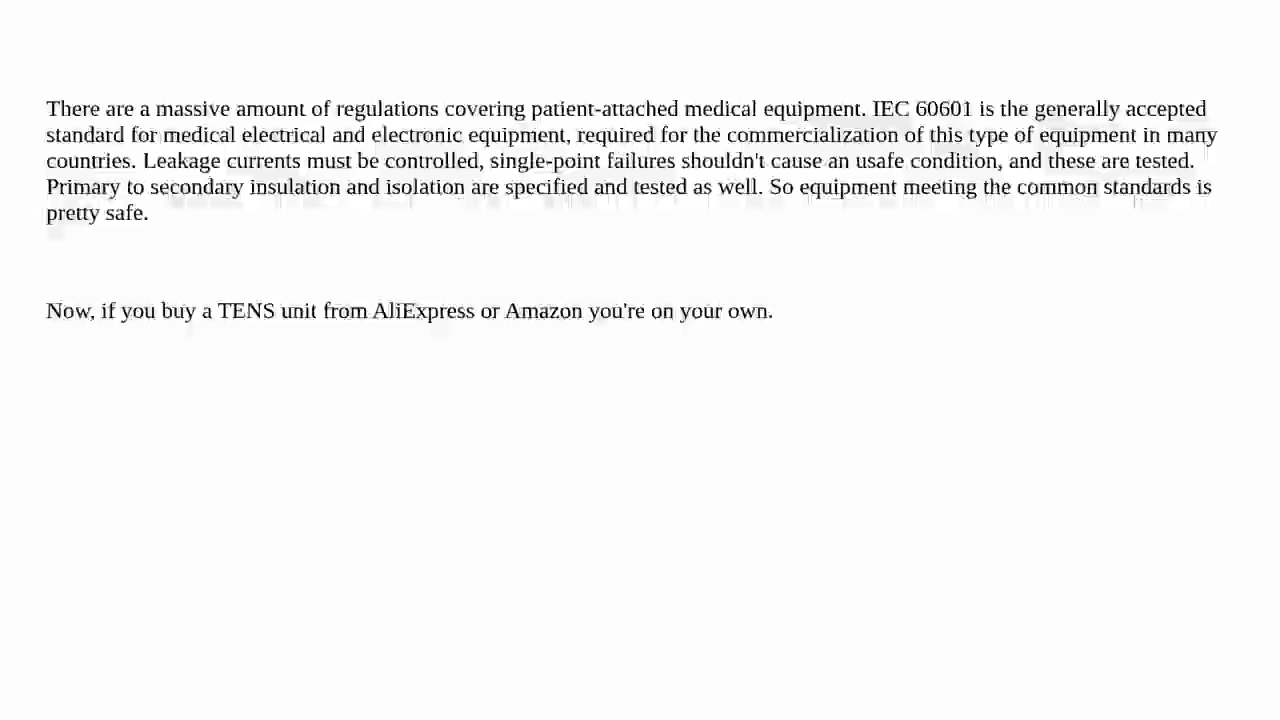 There are a massive amount of regulations covering patient-attached medical equipment. IEC 60601 is the generally accepted
standard for medical electrical and electronic equipment, required for the commercialization of this type of equipment in many
countries. Leakage currents must be controlled, single-point failures shouldn't cause an usafe condition, and these are tested.
Primary to secondary insulation and isolation are specified and tested as well. So equipment meeting the common standards is
pretty safe.
Now, if you buy a TENS unit from AliExpress or Amazon you're on your own.